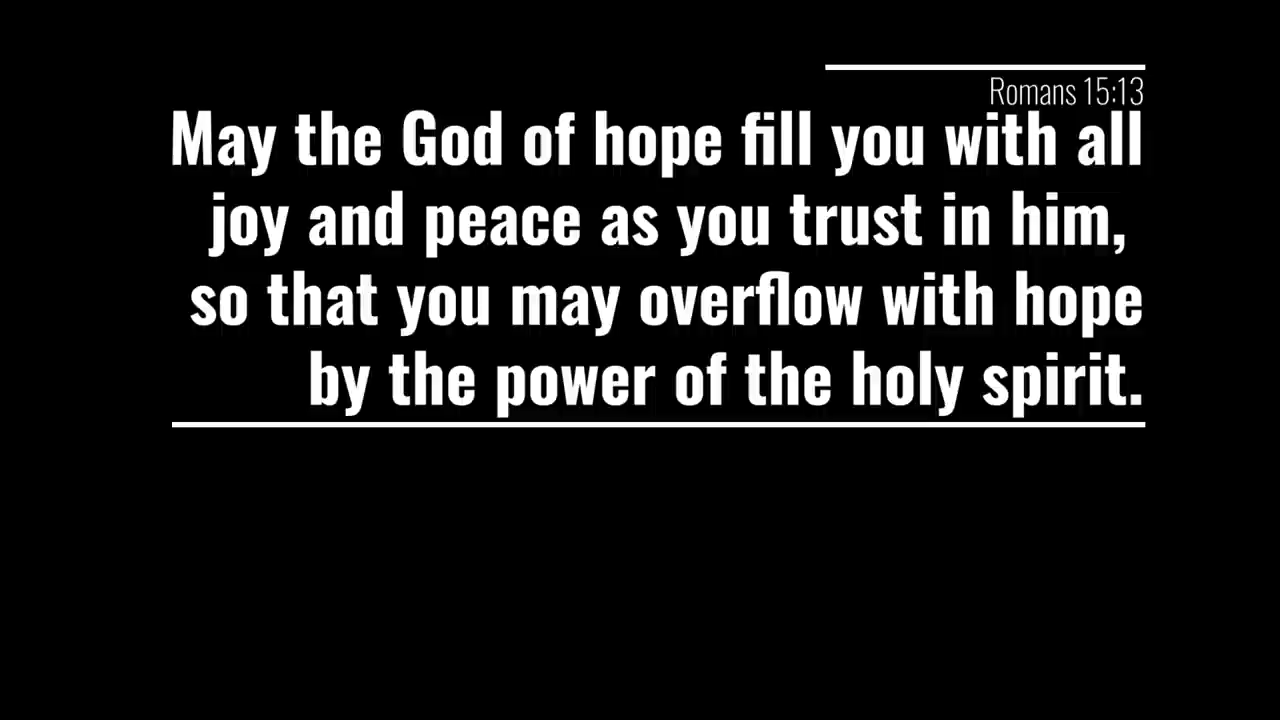 Romans 15:13
May the God of hope fill you with all
joy and peace as you trust in him,
so that you may overflow with hope
by the power of the holy spirit.